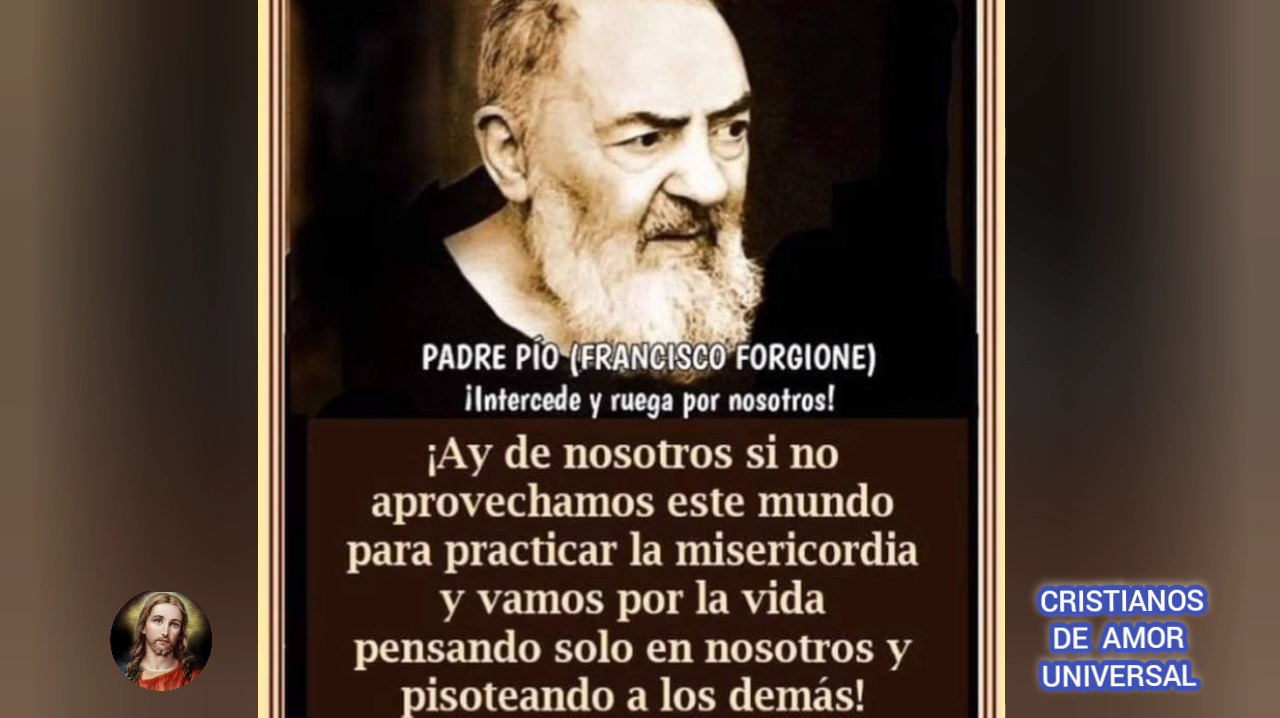 PADRE PÍO (FRANCISCO FORGIONE)
¡Intercede y ruega por nosotros!
¡Ay de nosotros si no
aprovechamos este mundo
para practicar la misericordia
y vamos por la vida
pensando solo en nosotros y
pisoteando a los demás!
CRISTIANOS
DE AMOR
UNIVERSAL